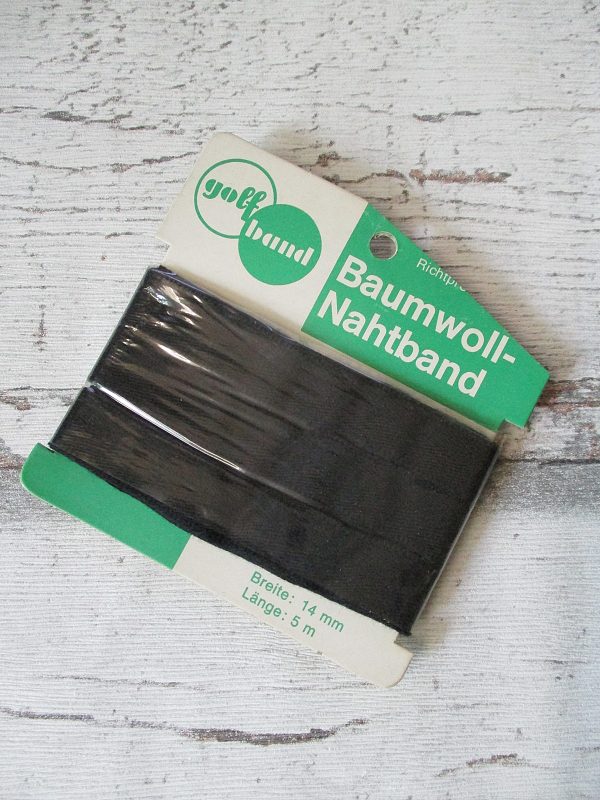 golf
band
Baumwoll-
Nahtband
Breite: 14 mm
Länge: 5 m